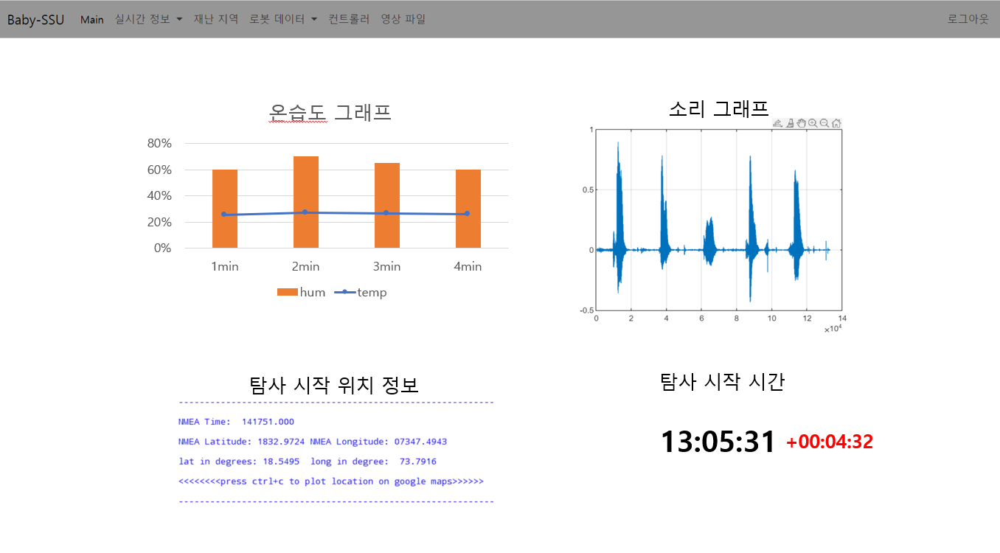 Baby-SSU Main 실시간 정보 재난 지역 로봇 데이터 컨트롤러 영상 파일 로그아웃
온습도 그래프
80%
60%
40%
20%
0%
1min 2min 3min 4min
hum temp
소리 그래프
1
0.5
0
-0.5
0 2 4 6 8 10 12 14
×10⁴
탐사 시작 위치 정보
------------------------------------------------------------
NMEA Time: 141751.000
NMEA Latitude: 1832.9724 NMEA Longitude: 07347.4943
lat in degrees: 18.5495 long in degree: 73.7916
<<<<<<<<press ctrl+c to plot location on google maps>>>>>>
------------------------------------------------------------
탐사 시작 시간
13:05:31 +00:04:32